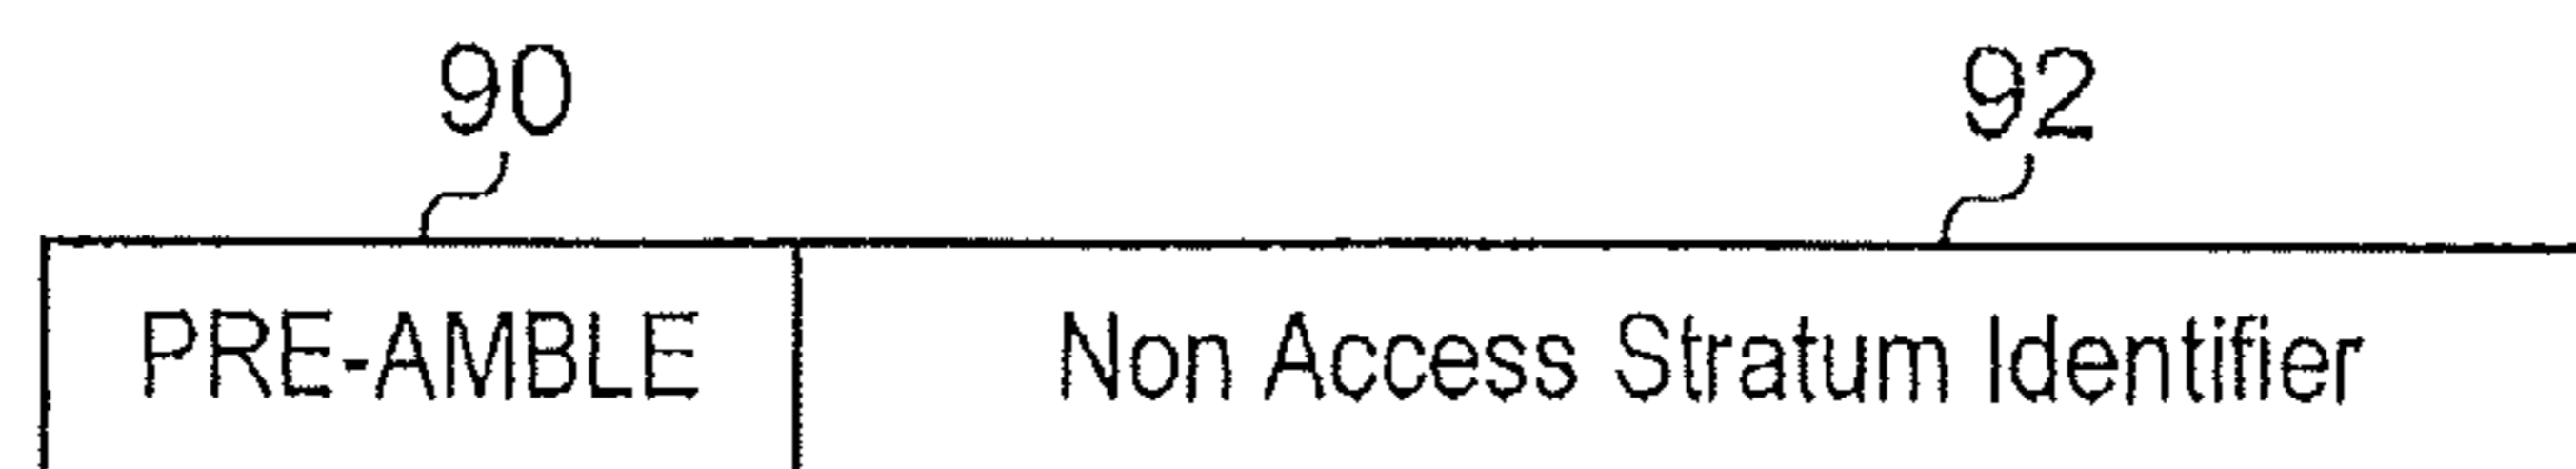 90 92
PRE-AMBLE Non Access Stratum Identifier